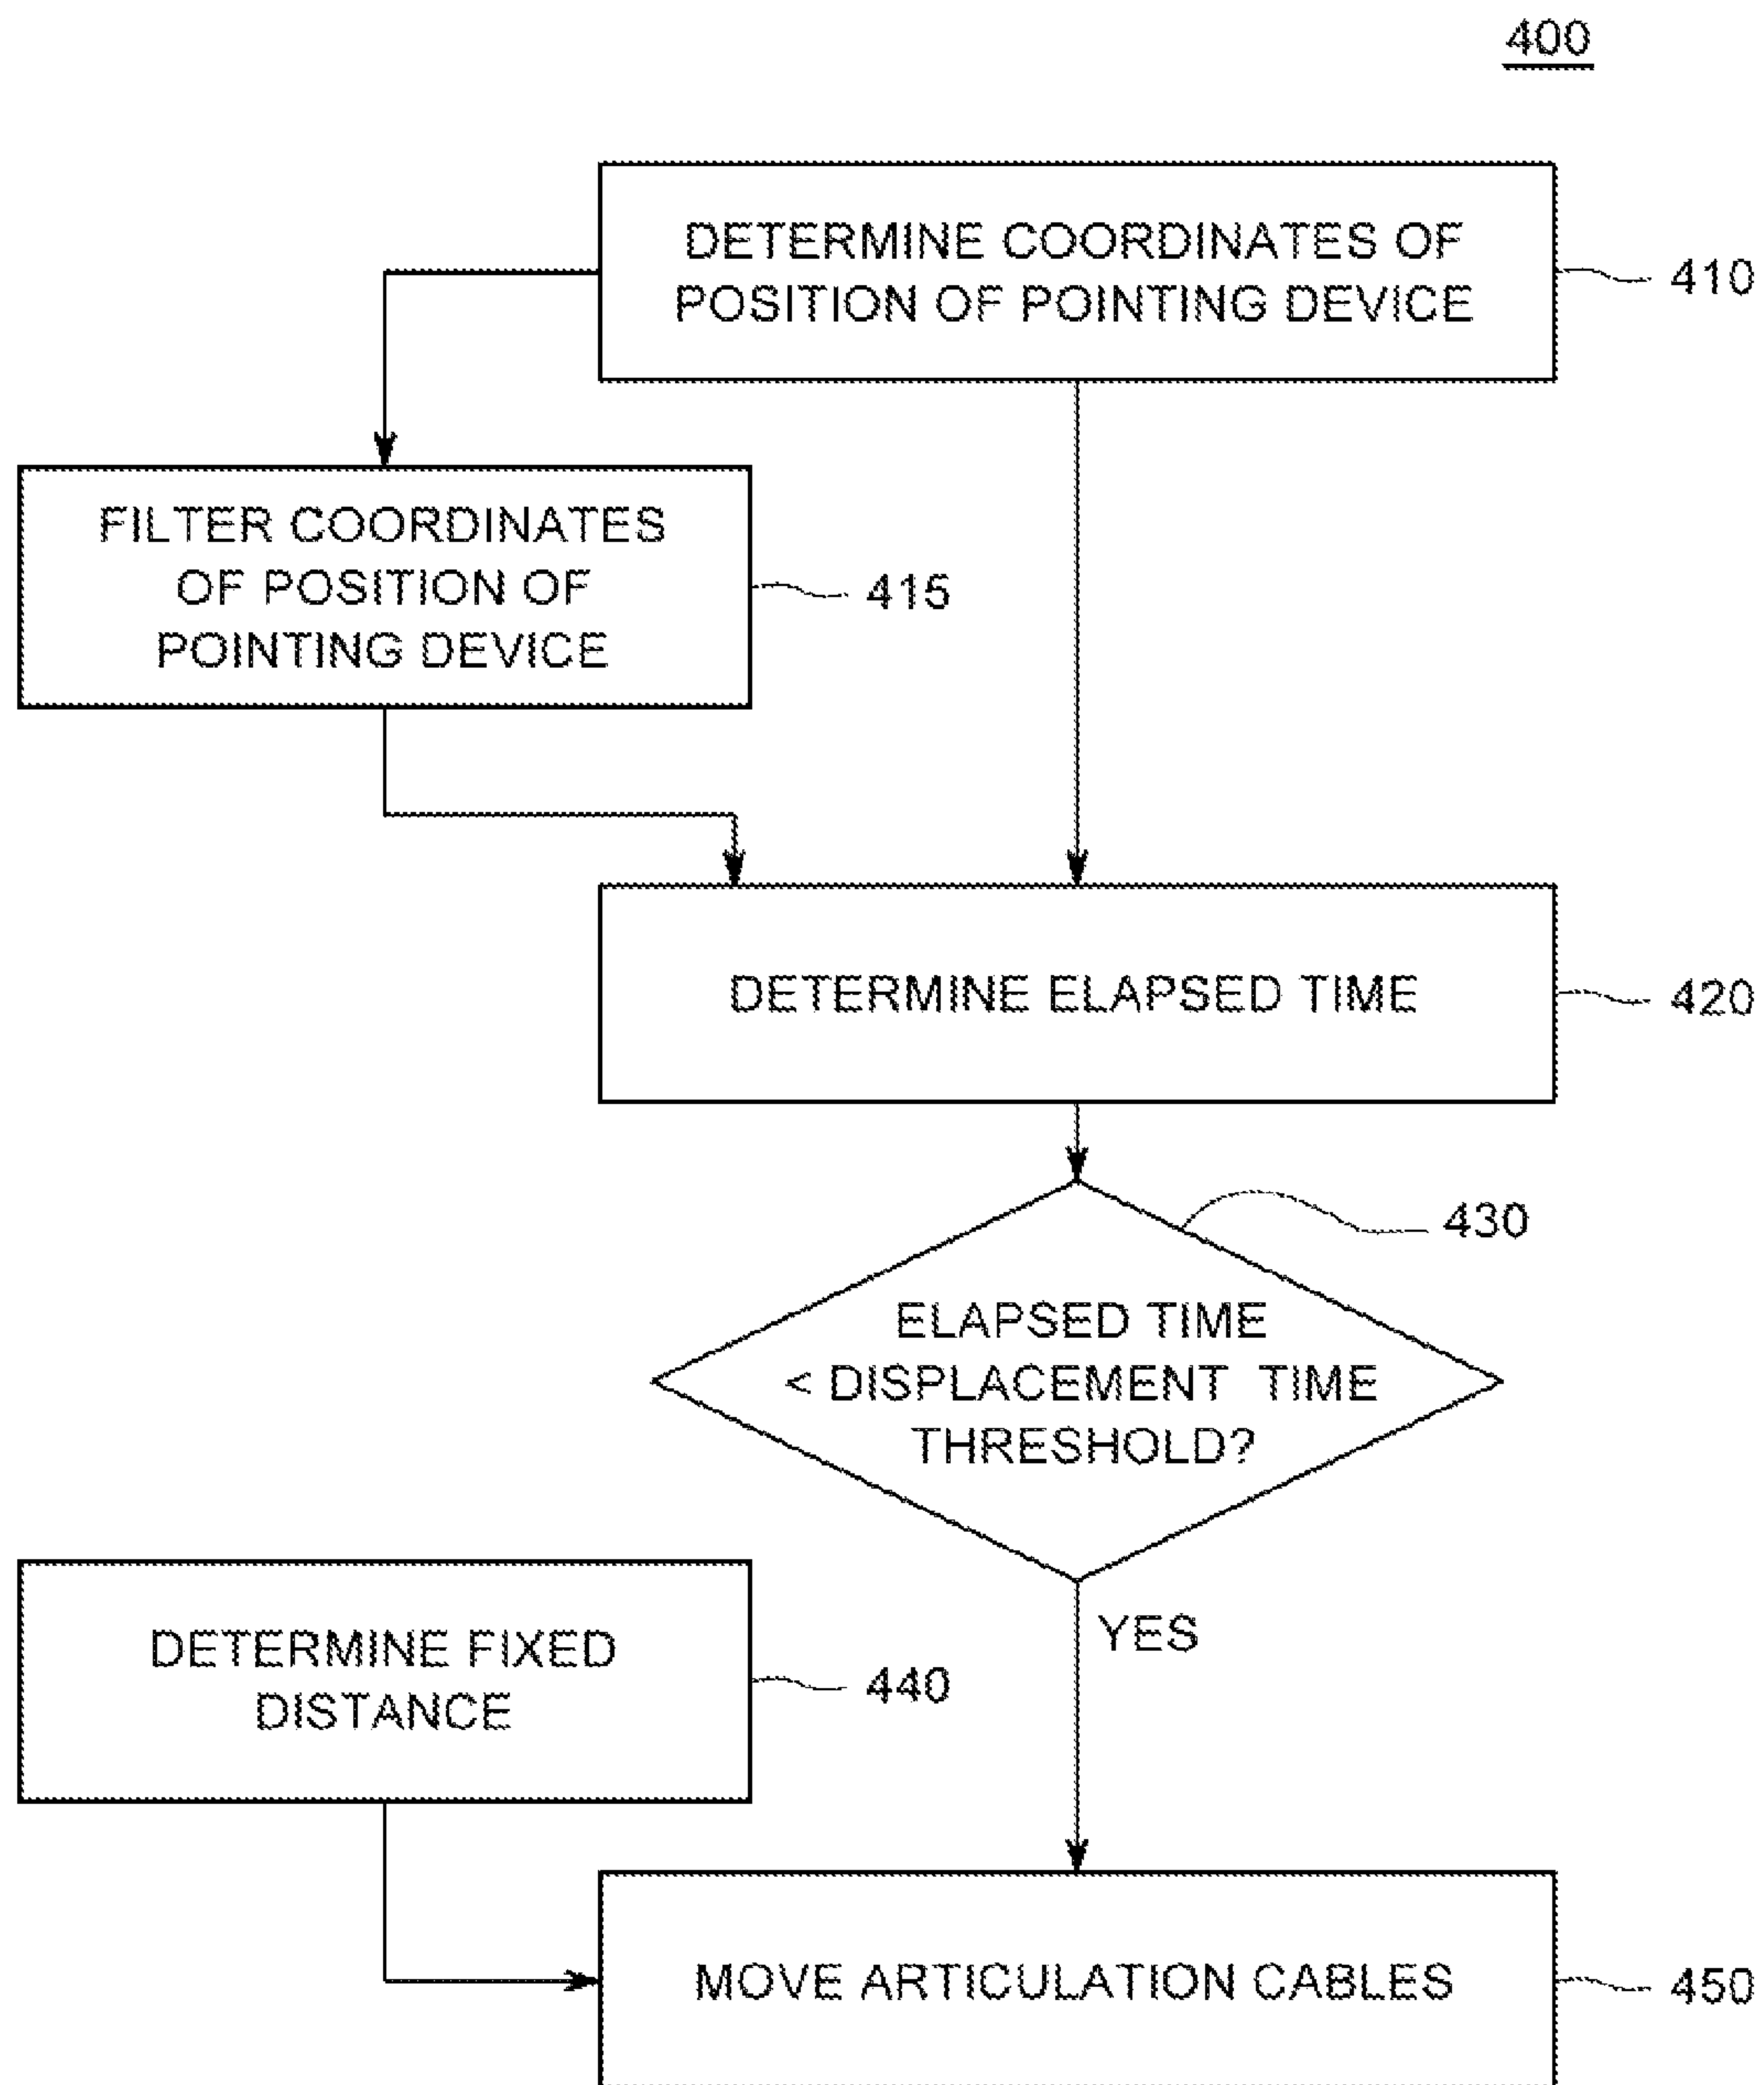 400
DETERMINE COORDINATES OF
POSITION OF POINTING DEVICE
410
FILTER COORDINATES
OF POSITION OF
POINTING DEVICE
415
DETERMINE ELAPSED TIME
420
430
ELAPSED TIME
< DISPLACEMENT TIME
THRESHOLD?
YES
DETERMINE FIXED
DISTANCE
440
MOVE ARTICULATION CABLES
450